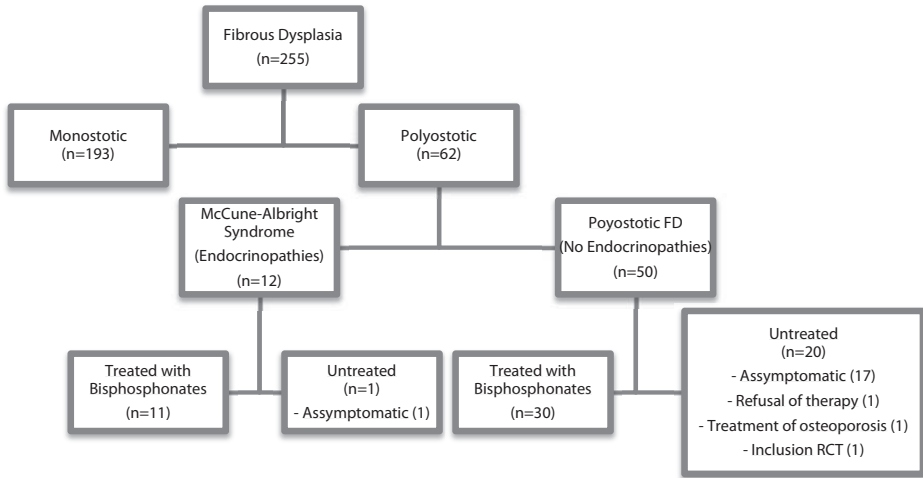 Fibrous Dysplasia
(n=255)
Monostotic
(n=193)
Polyostotic
(n=62)
McCune-Albright
Syndrome
(Endocrinopathies)
(n=12)
Poyostotic FD
(No Endocrinopathies)
(n=50)
Treated with
Bisphosphonates
(n=11)
Untreated
(n=1)
- Assymptomatic (1)
Treated with
Bisphosphonates
(n=30)
Untreated
(n=20)
- Assymptomatic (17)
- Refusal of therapy (1)
- Treatment of osteoporosis (1)
- Inclusion RCT (1)